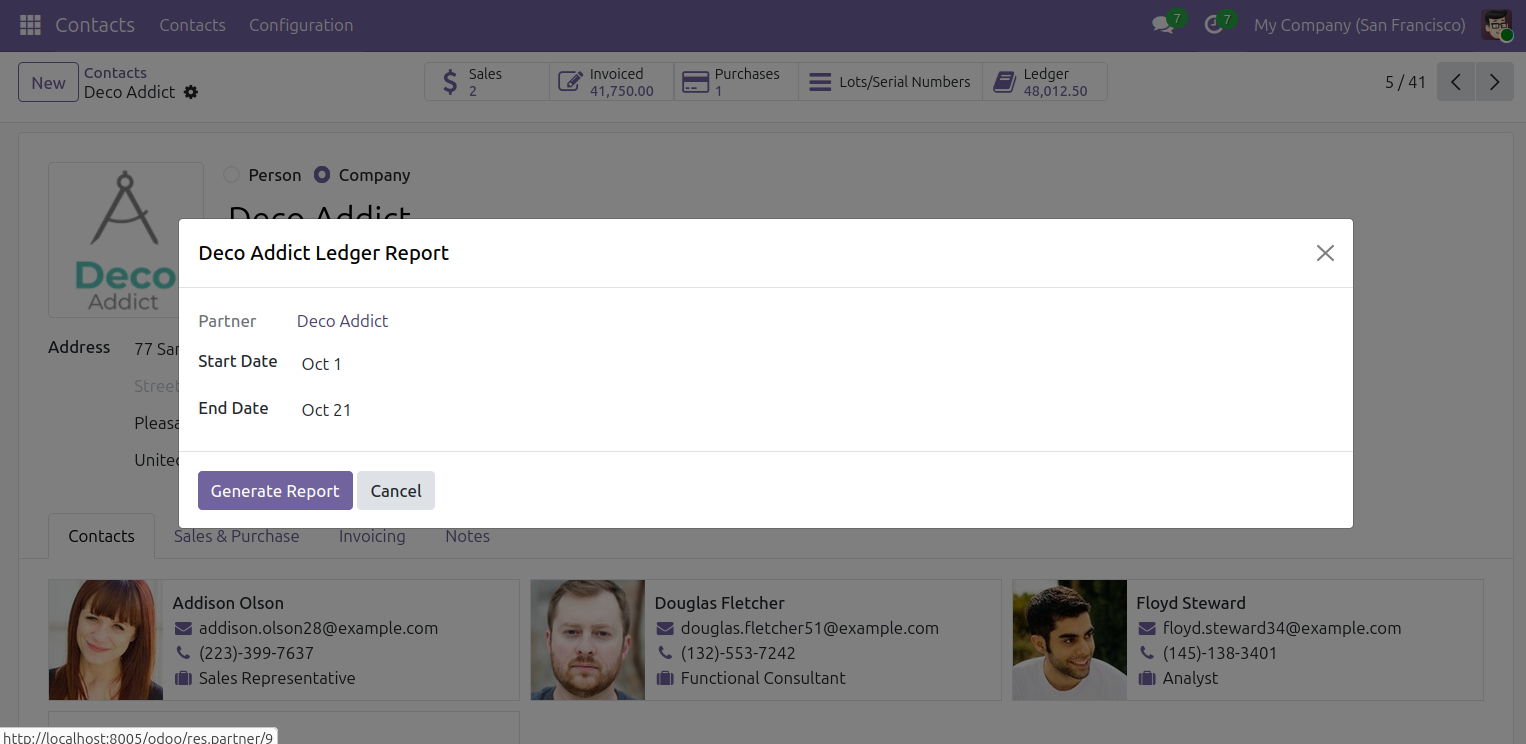 Contacts Contacts Configuration 7 7 My Company (San Francisco)
New Contacts Sales Invoiced Purchases Lots/Serial Numbers Ledger 5 / 41
Deco Addict 2 41,750.00 1 48,012.50
Person Company
Deco Addict
Deco
Addict
Deco Addict Ledger Report
Partner Deco Addict
Start Date Oct 1
End Date Oct 21
Generate Report Cancel
Address 77 Sar
Street
Pleasa
United
Contacts Sales & Purchase Invoicing Notes
Addison Olson
addison.olson28@example.com
(223)-399-7637
Sales Representative
Douglas Fletcher
douglas.fletcher51@example.com
(132)-553-7242
Functional Consultant
Floyd Steward
floyd.steward34@example.com
(145)-138-3401
Analyst
http://localhost:8005/odoo/res.partner/9